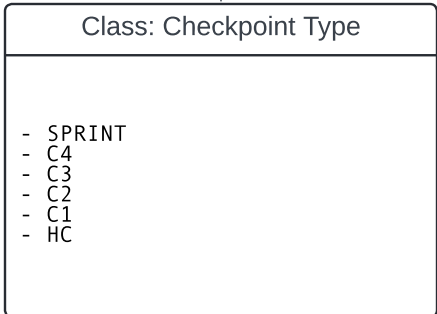 Class: Checkpoint Type
- SPRINT
- C4
- C3
- C2
- C1
- HC